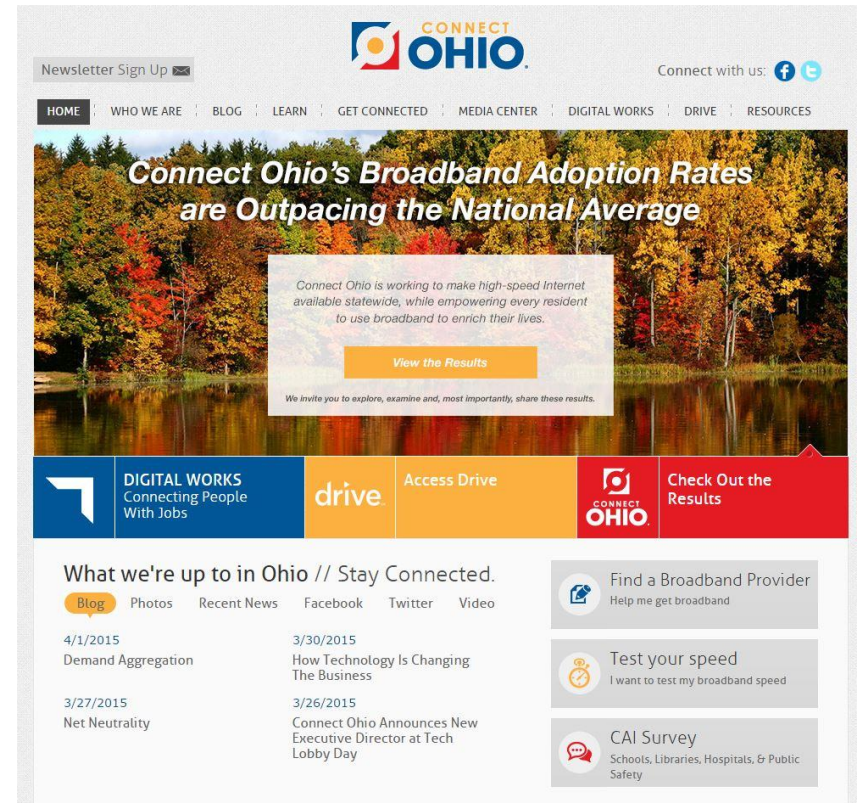 CONNECT
OHIO.
Newsletter Sign Up
Connect with us:
HOME
WHO WE ARE
BLOG
LEARN
GET CONNECTED
MEDIA CENTER
DIGITAL WORKS
DRIVE
RESOURCES
Connect Ohio's Broadband Adoption Rates
are Outpacing the National Average
Connect Ohio is working to make high-speed Internet
available statewide, while empowering every resident
to use broadband to enrich their lives.
View the Results
We invite you to explore, examine and, most importantly, share these results.
DIGITAL WORKS
Connecting People
With Jobs
drive
Access Drive
CONNECT
OHIO.
Check Out the
Results
What we're up to in Ohio // Stay Connected.
Blog
Photos
Recent News
Facebook
Twitter
Video
4/1/2015
Demand Aggregation
3/30/2015
How Technology Is Changing
The Business
3/27/2015
Net Neutrality
3/26/2015
Connect Ohio Announces New
Executive Director at Tech
Lobby Day
Find a Broadband Provider
Help me get broadband
Test your speed
I want to test my broadband speed
CAI Survey
Schools, Libraries, Hospitals, & Public
Safety